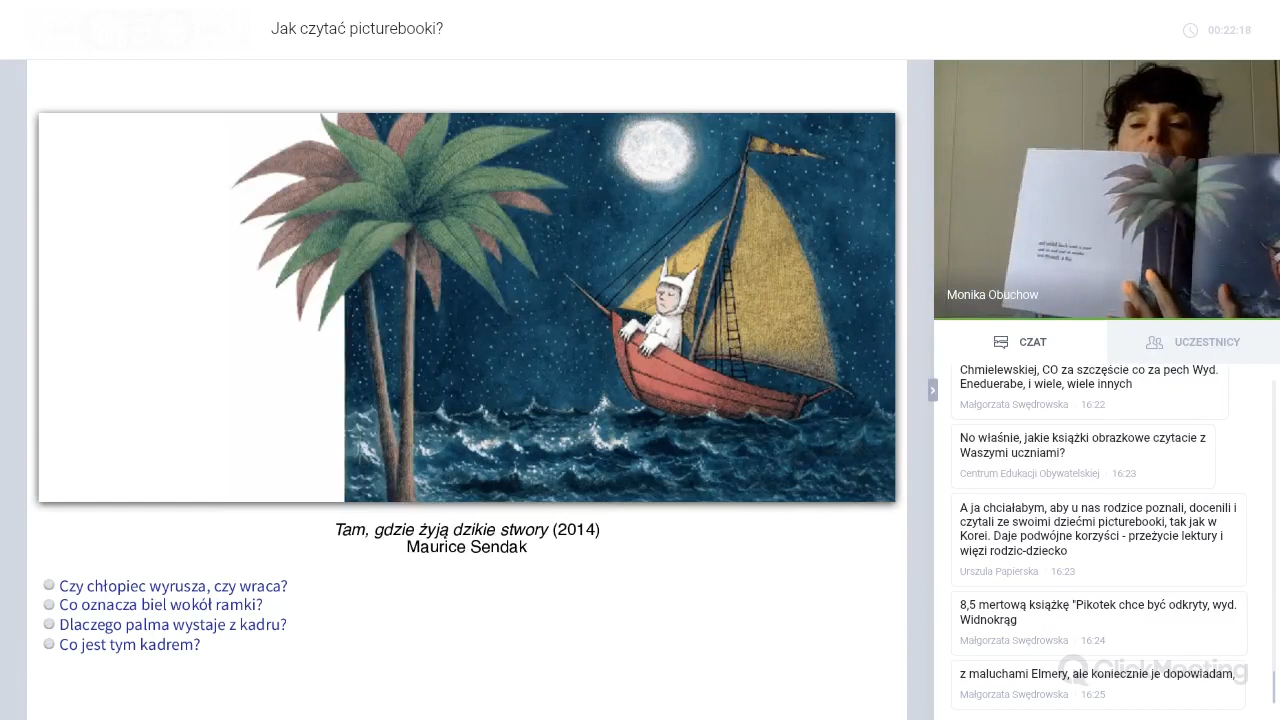 Jak czytać picturebooki?
00:22:18
Tam, gdzie żyją dzikie stwory (2014)
Maurice Sendak
Czy chłopiec wyrusza, czy wraca?
Co oznacza biel wokół ramki?
Dlaczego palma wystaje z kadru?
Co jest tym kadrem?
Monika Obuchow
CZAT
UCZESTNICY
Chmielewskiej, CO za szczęście co za pech Wyd.
Eneduerabe, i wiele, wiele innych
Małgorzata Swędrowska · 16:22
No właśnie, jakie książki obrazkowe czytacie z
Waszymi uczniami?
Centrum Edukacji Obywatelskiej · 16:23
A ja chciałabym, aby u nas rodzice poznali, docenili i
czytali ze swoimi dziećmi picturebooki, tak jak w
Korei. Daje podwójne korzyści - przeżycie lektury i
więzi rodzic-dziecko
Urszula Papierska · 16:23
8,5 mertową książkę "Pikotek chce być odkryty, wyd.
Widnokrąg
Małgorzata Swędrowska · 16:24
z maluchami Elmery, ale koniecznie je dopowiadam,
Małgorzata Swędrowska · 16:25
ClickMeeting